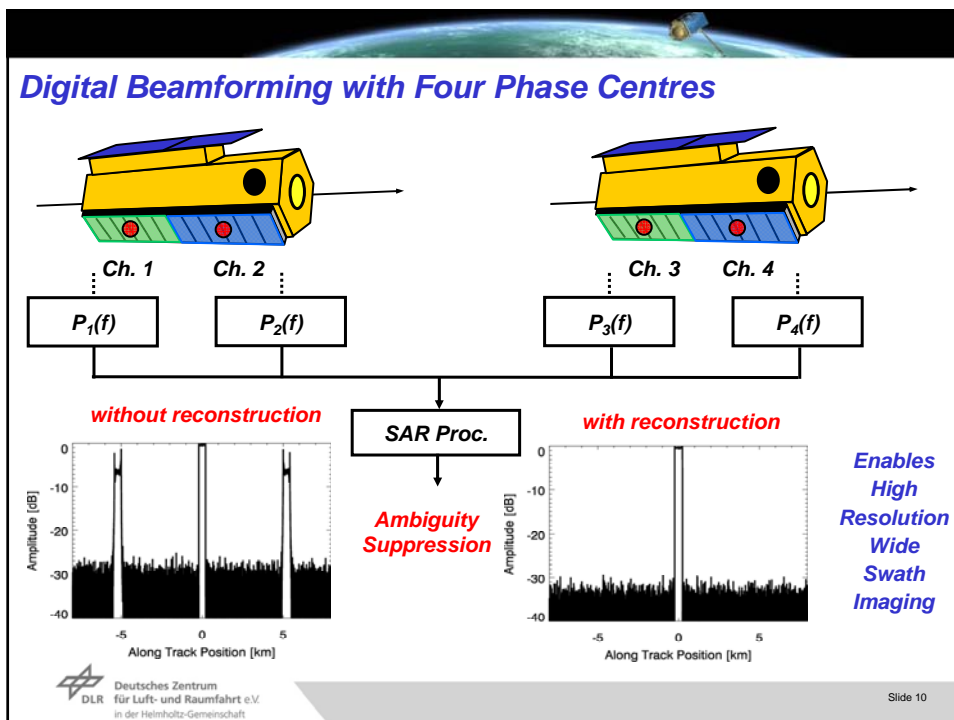 Digital Beamforming with Four Phase Centres
Ch. 1
Ch. 2
Ch. 3
Ch. 4
P1(f)
P2(f)
P3(f)
P4(f)
without reconstruction
SAR Proc.
with reconstruction
Amplitude [dB]
0
-10
-20
-30
-40
-5
0
5
Along Track Position [km]
Ambiguity
Suppression
Amplitude [dB]
0
-10
-20
-30
-40
-5
0
5
Along Track Position [km]
Enables
High
Resolution
Wide
Swath
Imaging
DLR
Deutsches Zentrum
für Luft- und Raumfahrt e.V.
in der Helmholtz-Gemeinschaft
Slide 10